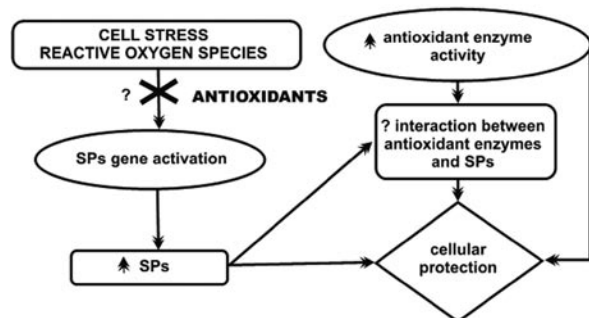 CELL STRESS
REACTIVE OXYGEN SPECIES
?
ANTIOXIDANTS
SPs gene activation
SPs
antioxidant enzyme
activity
? interaction between
antioxidant enzymes
and SPs
cellular
protection